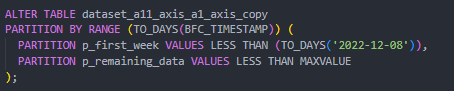 ALTER TABLE dataset_a11_axis_a1_axis_copy
PARTITION BY RANGE (TO_DAYS(BFC_TIMESTAMP)) (
PARTITION p_first_week VALUES LESS THAN (TO_DAYS('2022-12-08')),
PARTITION p_remaining_data VALUES LESS THAN MAXVALUE
);